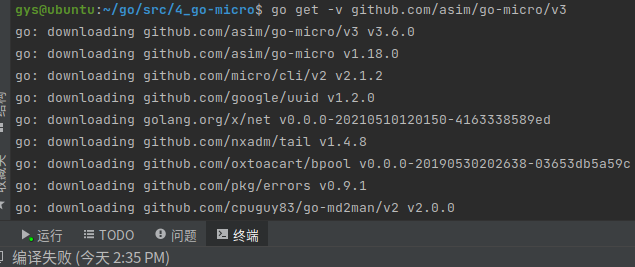 gys@ubuntu:~/go/src/4_go-micro$ go get -v github.com/asim/go-micro/v3
go: downloading github.com/asim/go-micro/v3 v3.6.0
go: downloading github.com/asim/go-micro v1.18.0
go: downloading github.com/micro/cli/v2 v2.1.2
go: downloading github.com/google/uuid v1.2.0
go: downloading golang.org/x/net v0.0.0-20210510120150-4163338589ed
go: downloading github.com/nxadm/tail v1.4.8
go: downloading github.com/oxtoacart/bpool v0.0.0-20190530202638-03653db5a59c
go: downloading github.com/pkg/errors v0.9.1
go: downloading github.com/cpuguy83/go-md2man/v2 v2.0.0
结构
收藏夹
运行 TODO 问题 终端
编译失败 (今天 2:35 PM)